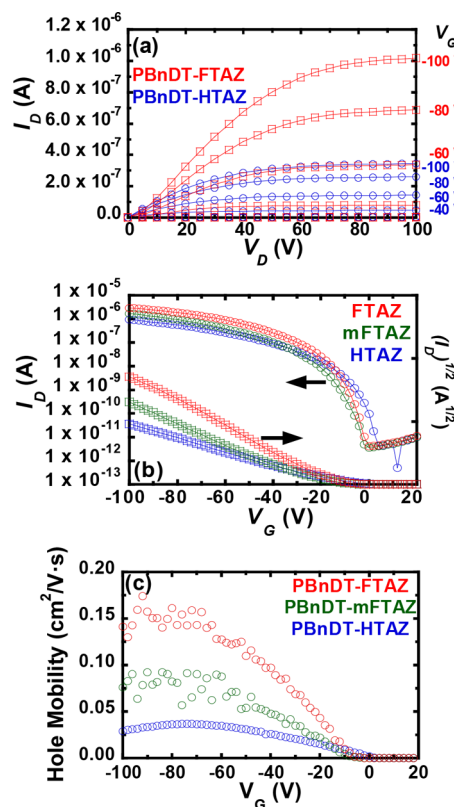 (a)
V_G
1.2 x 10^-6
1.0 x 10^-6
8.0 x 10^-7
6.0 x 10^-7
4.0 x 10^-7
2.0 x 10^-7
0.0
I_D (A)
PBnDT-FTAZ
PBnDT-HTAZ
-100
-80
-60
-100
-80
-60
-40
0 20 40 60 80 100
V_D (V)
1 x 10^-5
1 x 10^-6
1 x 10^-7
1 x 10^-8
1 x 10^-9
1 x 10^-10
1 x 10^-11
1 x 10^-12
1 x 10^-13
I_D (A)
FTAZ
mFTAZ
HTAZ
(I_D)^1/2 (A^1/2)
(b)
-100 -80 -60 -40 -20 0 20
V_G (V)
(c)
0.20
0.15
0.10
0.05
0.00
Hole Mobility (cm^2/V·s)
PBnDT-FTAZ
PBnDT-mFTAZ
PBnDT-HTAZ
-100 -80 -60 -40 -20 0 20
V_G (V)